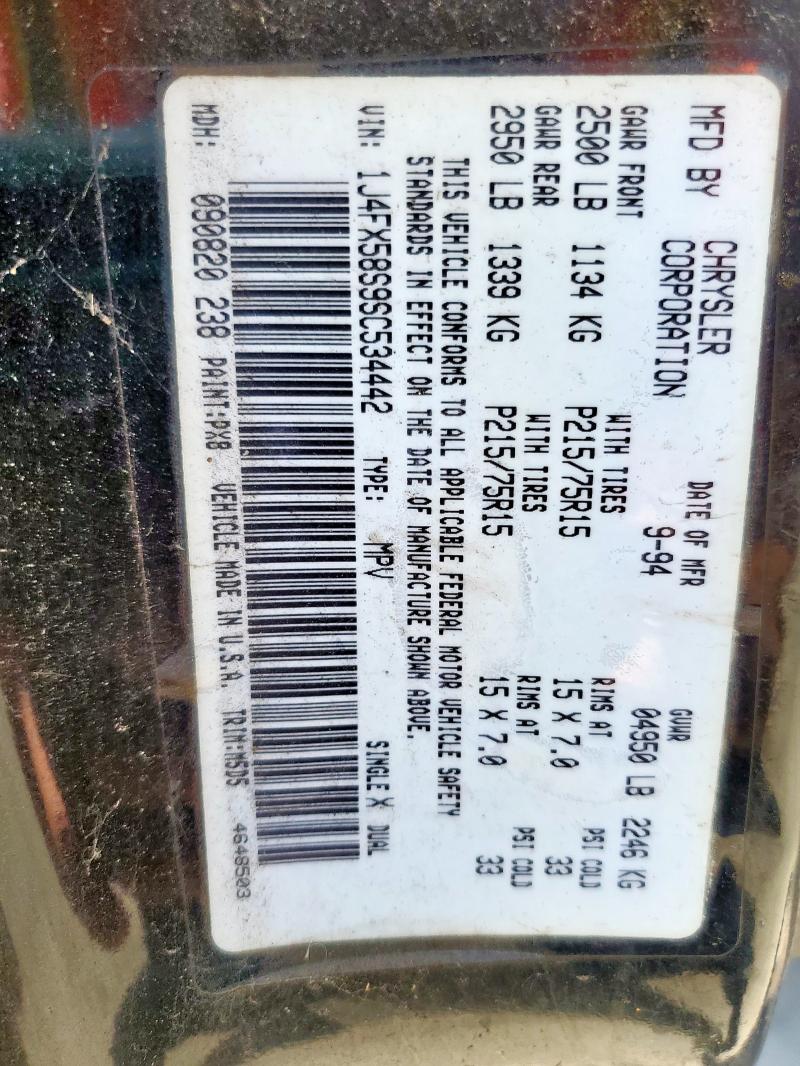 MFD BY CHRYSLER CORPORATION DATE OF MFR 9-94 GVWR 04950 LB 2246 KG
GAWR FRONT WITH TIRES RIMS AT PSI COLD
2500 LB 1134 KG P215/75R15 15 X 7.0 33
GAWR REAR WITH TIRES RIMS AT PSI COLD
2950 LB 1339 KG P215/75R15 15 X 7.0 33
THIS VEHICLE CONFORMS TO ALL APPLICABLE FEDERAL MOTOR VEHICLE SAFETY
STANDARDS IN EFFECT ON THE DATE OF MANUFACTURE SHOWN ABOVE.
VIN: 1J4FX58S9SC534442 TYPE: MPV SINGLE X DUAL
MDH: 090820 238 PAINT:PX8 VEHICLE MADE IN U.S.A. TRIM:M5D5 4648503